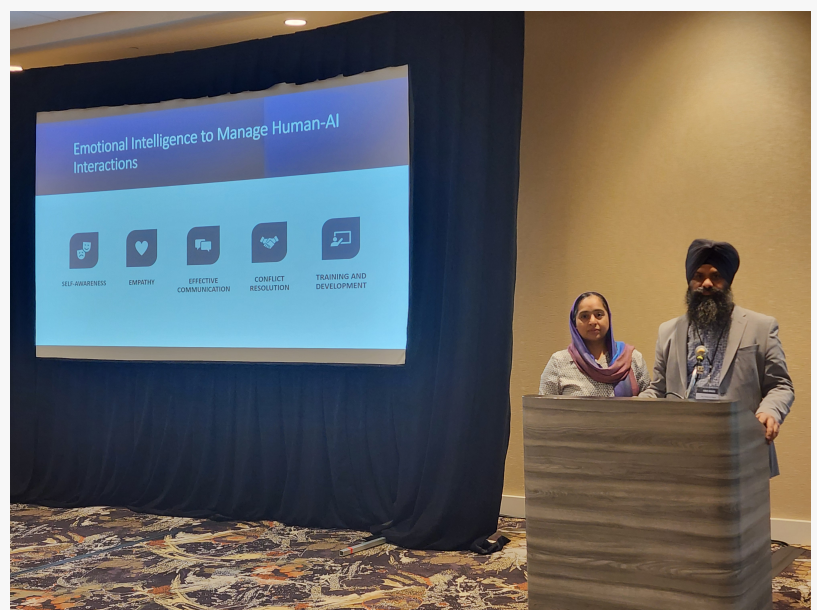 Emotional Intelligence to Manage Human-AI
Interactions
SELF-AWARENESS
EMPATHY
EFFECTIVE
COMMUNICATION
CONFLICT
RESOLUTION
TRAINING AND
DEVELOPMENT